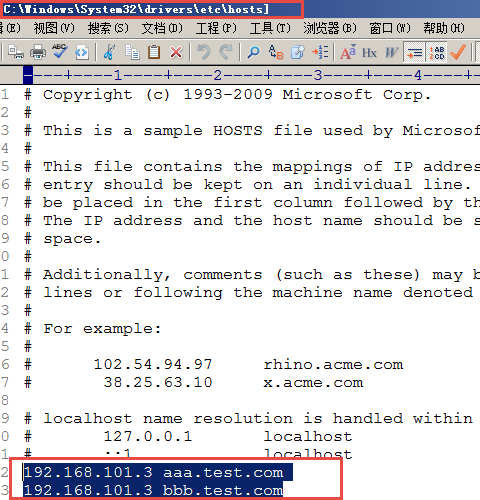 C:\Windows\System32\drivers\etc\hosts]
(B) 搜索(S) 文档(D) 工程(P) 工具(T) 浏览器(B) 窗口(W) 帮助(H)
----+----1----+----2----+----3----+----4----+
1 # Copyright (c) 1993-2009 Microsoft Corp.
2 #
3 # This is a sample HOSTS file used by Microsof
4 #
5 # This file contains the mappings of IP addres
6 # entry should be kept on an individual line.
7 # be placed in the first column followed by th
8 # The IP address and the host name should be s
9 # space.
0 #
1 # Additionally, comments (such as these) may b
2 # lines or following the machine name denoted
3 #
4 # For example:
5 #
6 # 102.54.94.97 rhino.acme.com
7 # 38.25.63.10 x.acme.com
8
9 # localhost name resolution is handled within
0 # 127.0.0.1 localhost
1 # ::1 localhost
2 192.168.101.3 aaa.test.com
3 192.168.101.3 bbb.test.com